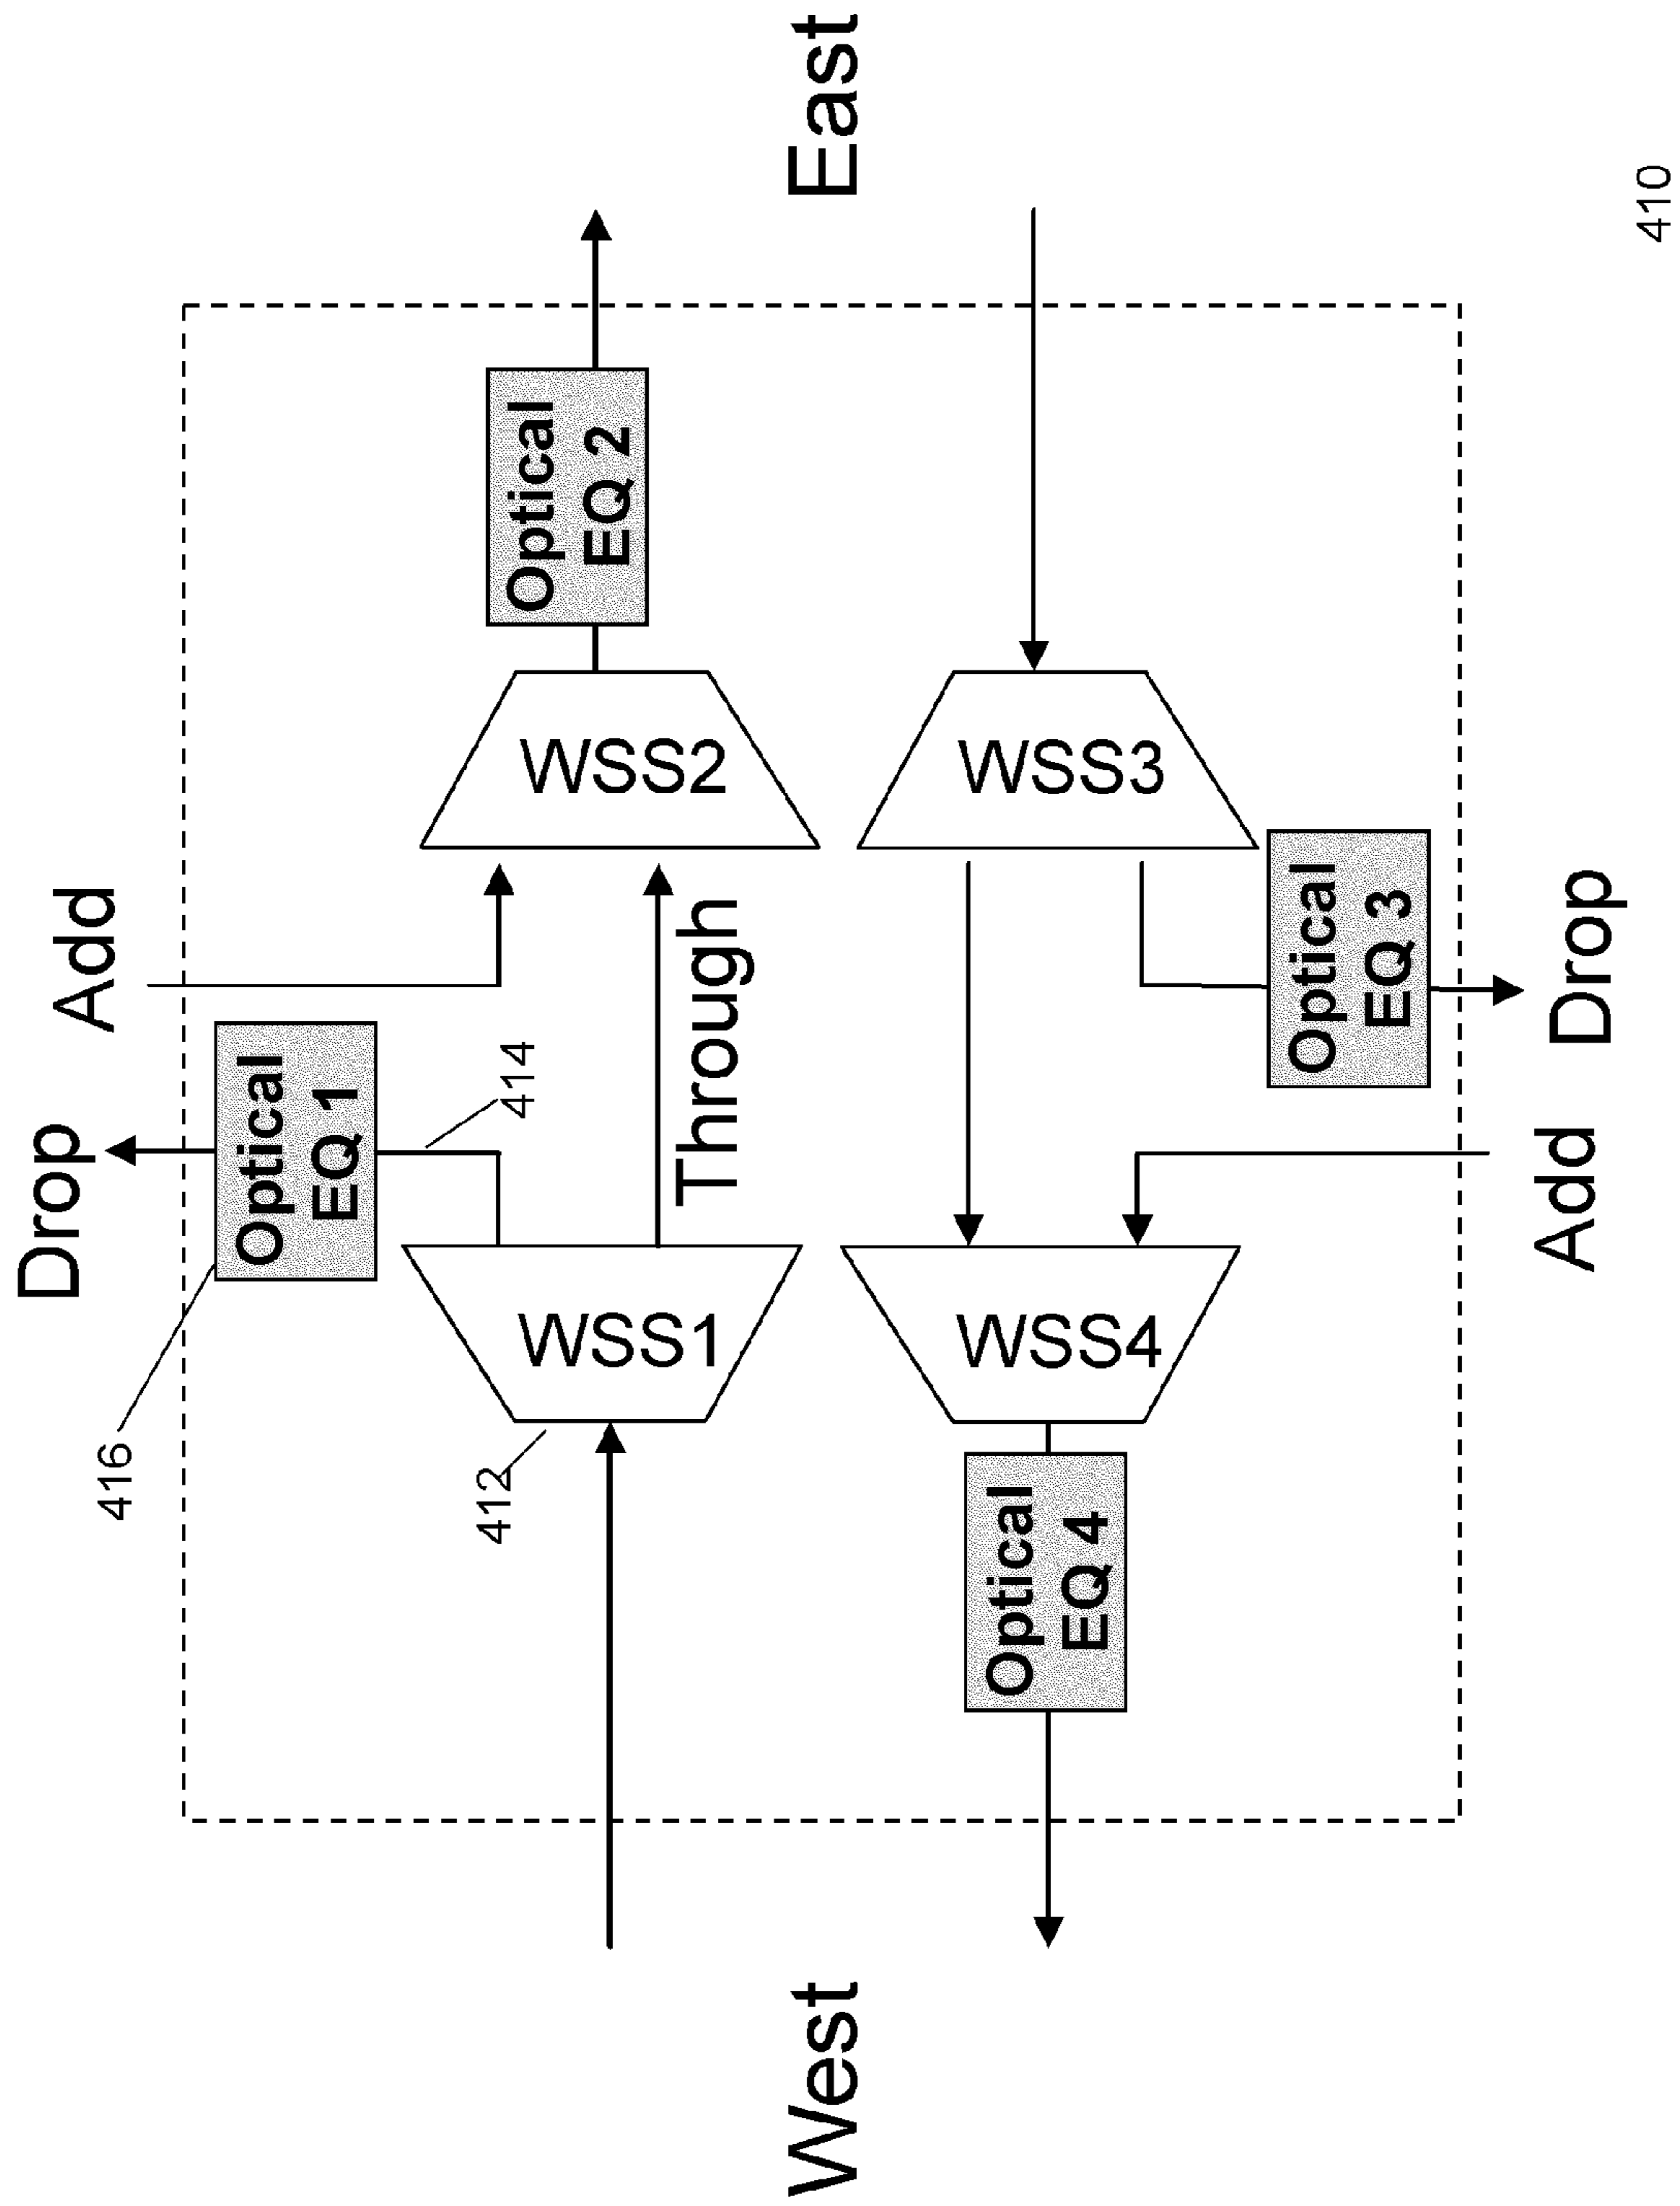 Drop
Add
416
Optical
EQ 1
414
412
WSS1
Through
WSS2
Optical
EQ 2
West
East
Optical
EQ 4
WSS4
WSS3
Optical
EQ 3
Add
Drop
410